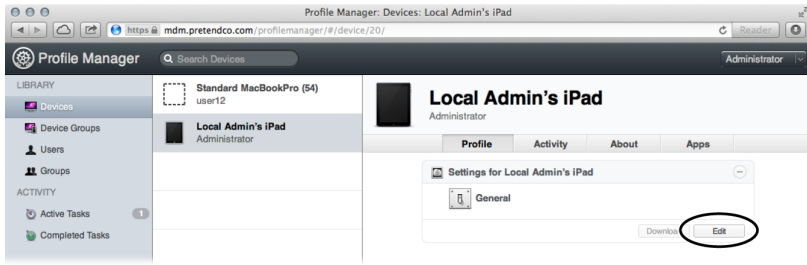 Profile Manager: Devices: Local Admin's iPad
https mdm.pretendco.com/profilemanager/#/device/20/
Reader
Profile Manager
Search Devices
Administrator
LIBRARY
Devices
Device Groups
Users
Groups
ACTIVITY
Active Tasks 1
Completed Tasks
Standard MacBookPro (54)
user12
Local Admin's iPad
Administrator
Local Admin's iPad
Administrator
Profile Activity About Apps
Settings for Local Admin's iPad
General
Edit